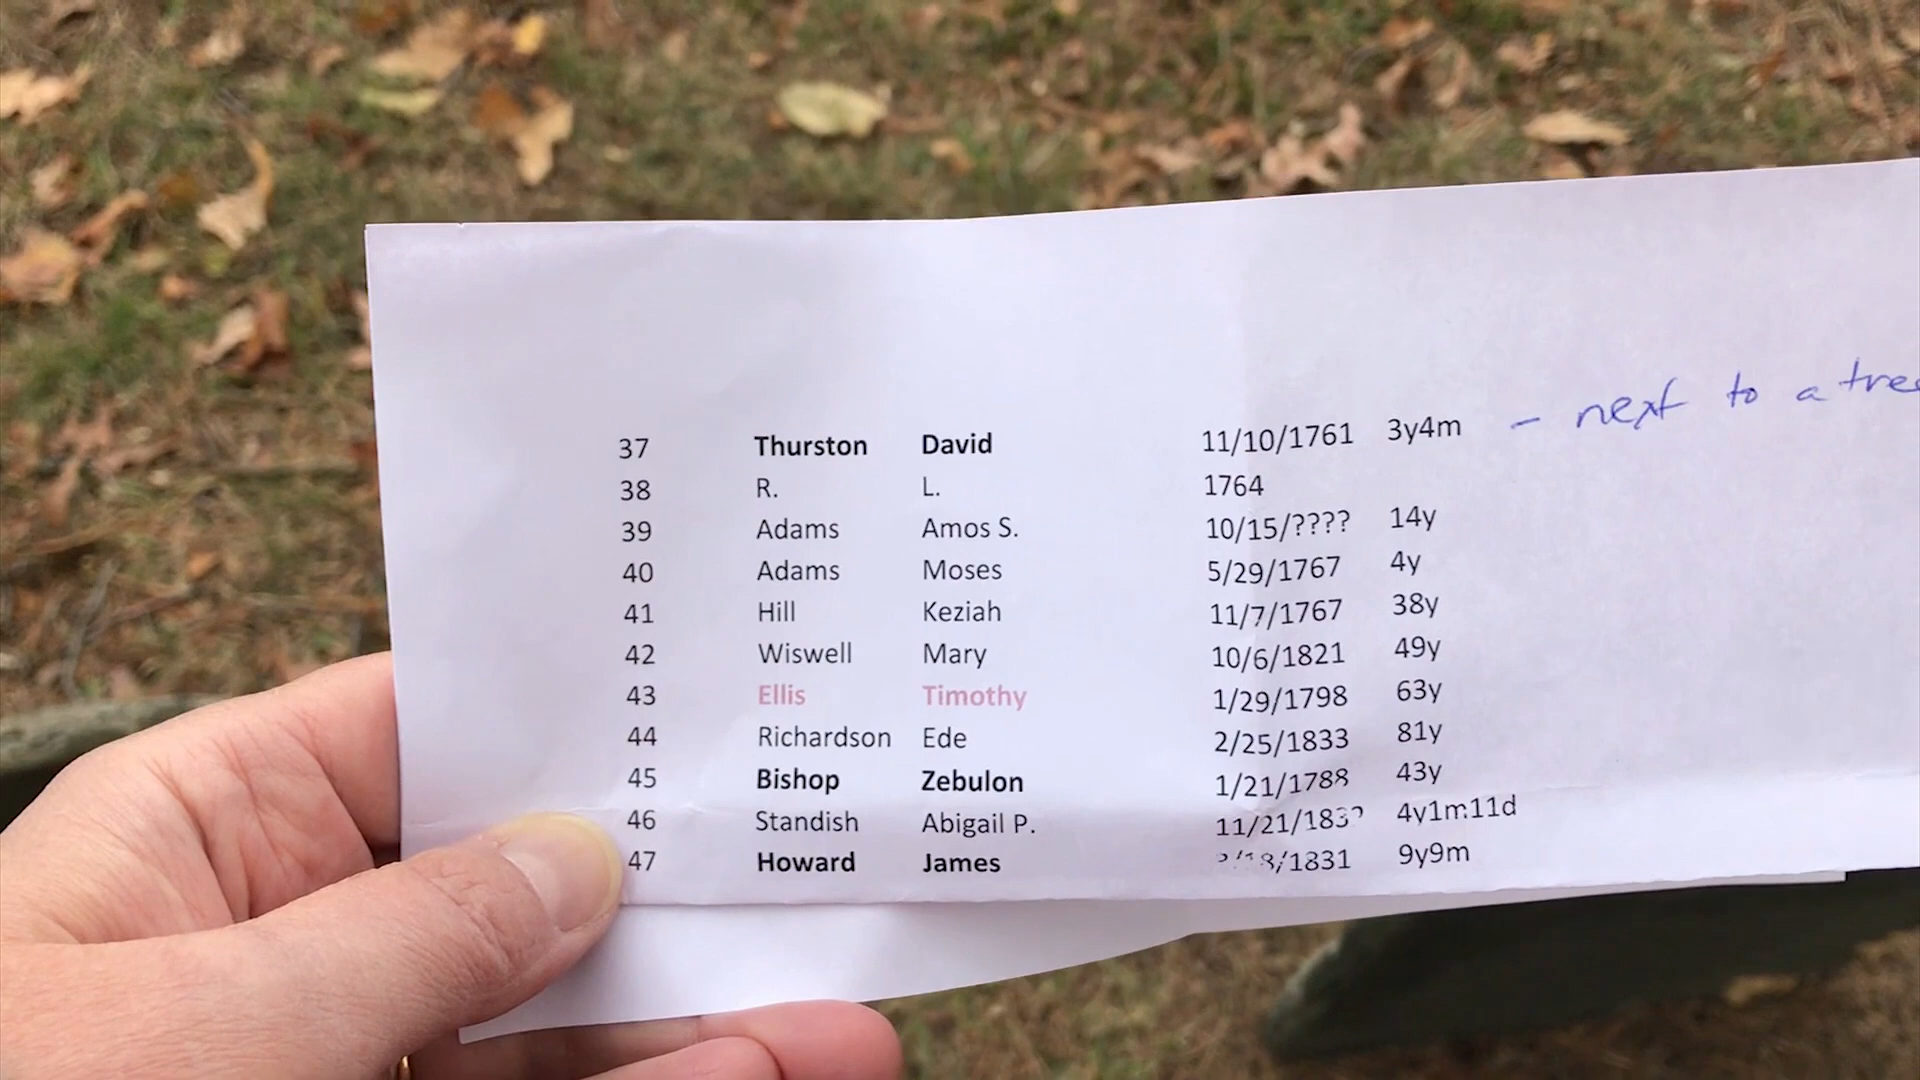 - next to a tree
37 Thurston David 11/10/1761 3y4m
38 R. L. 1764
39 Adams Amos S. 10/15/???? 14y
40 Adams Moses 5/29/1767 4y
41 Hill Keziah 11/7/1767 38y
42 Wiswell Mary 10/6/1821 49y
43 Ellis Timothy 1/29/1798 63y
44 Richardson Ede 2/25/1833 81y
45 Bishop Zebulon 1/21/1788 43y
46 Standish Abigail P. 4y1m11d
47 Howard James 9y9m